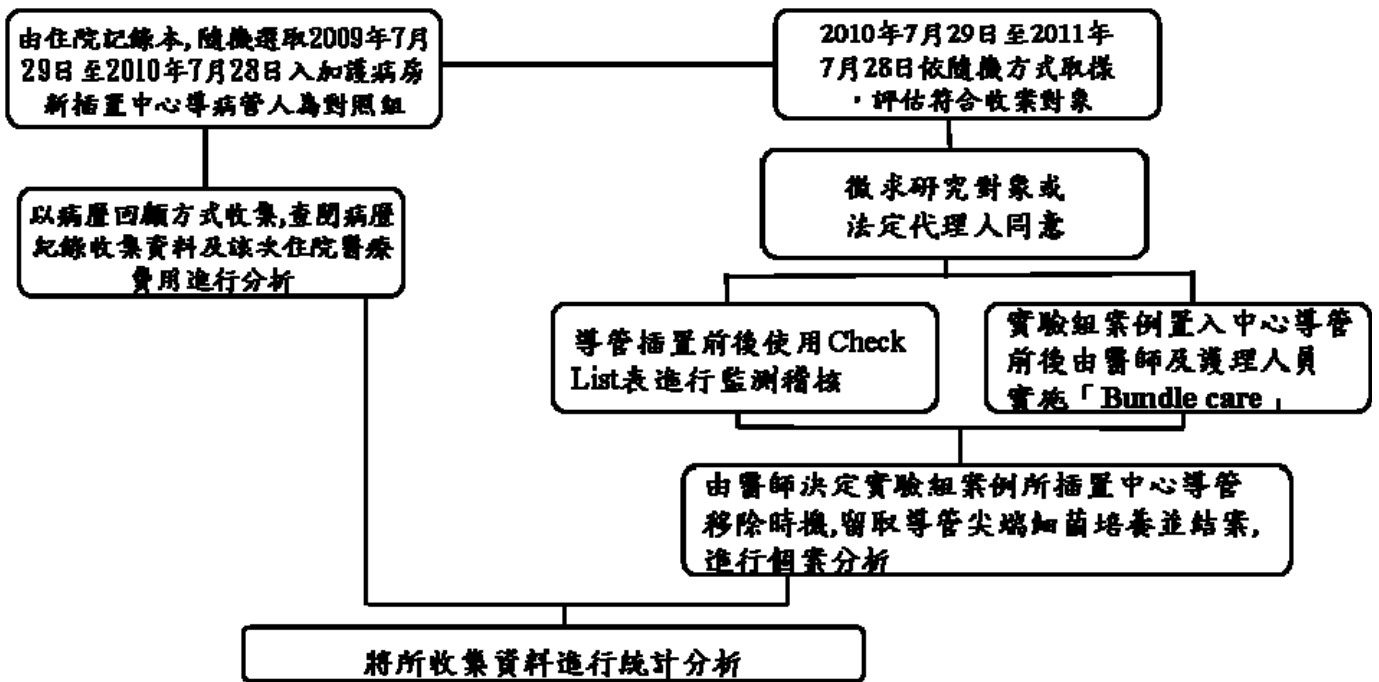 由住院記錄本,隨機選取2009年7月
29日至2010年7月28日入加護病房
新插置中心導病管人為對照組
2010年7月29日至2011年
7月28日依隨機方式取樣
,評估符合收案對象
徵求研究對象或
法定代理人同意
以病歷回顧方式收集,查閱病歷
紀錄收集資料及該次住院醫療
費用進行分析
導管插置前後使用Check
List表進行監測稽核
實驗組案例置入中心導管
前後由醫師及護理人員
實施「Bundle care」
由醫師決定實驗組案例所插置中心導管
移除時機,留取導管尖端細菌培養並結案,
進行個案分析
將所收集資料進行統計分析